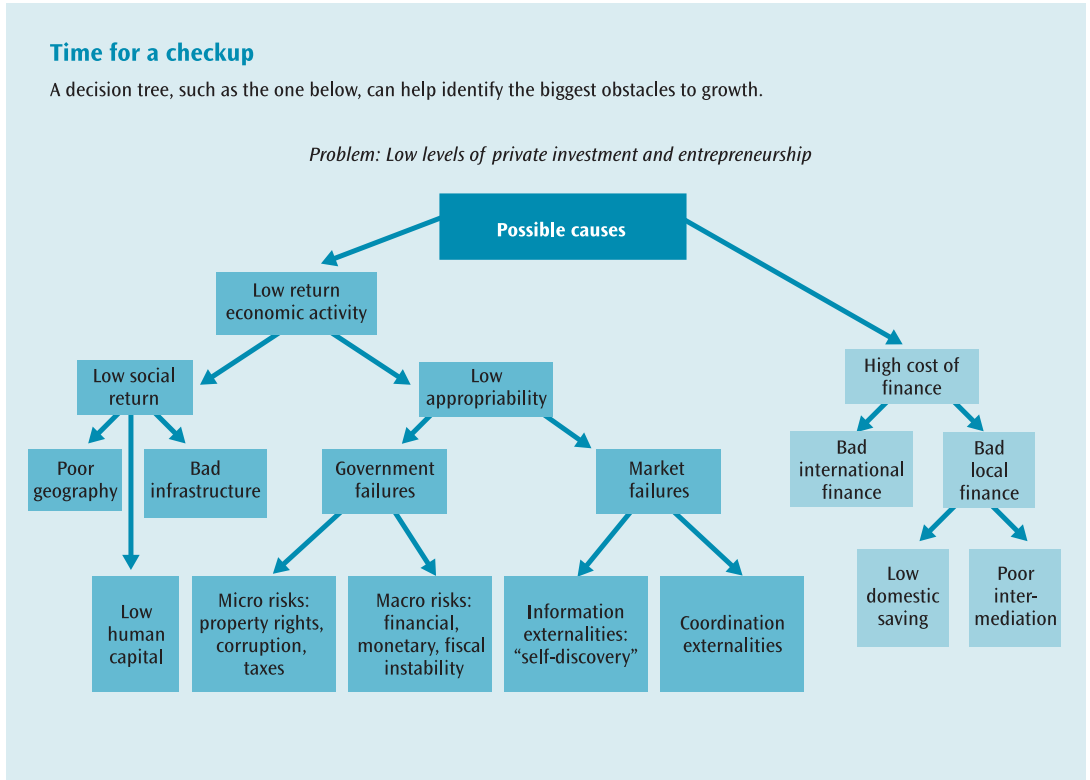 Time for a checkup
A decision tree, such as the one below, can help identify the biggest obstacles to growth.
Problem: Low levels of private investment and entrepreneurship
Possible causes
Low return
economic activity
High cost of
finance
Low social
return
Low
appropriability
Poor
geography
Bad
infrastructure
Government
failures
Market
failures
Bad
international
finance
Bad
local
finance
Low
human
capital
Micro risks:
property rights,
corruption,
taxes
Macro risks:
financial,
monetary, fiscal
instability
Information
externalities:
“self-discovery”
Coordination
externalities
Low
domestic
saving
Poor
inter-
mediation